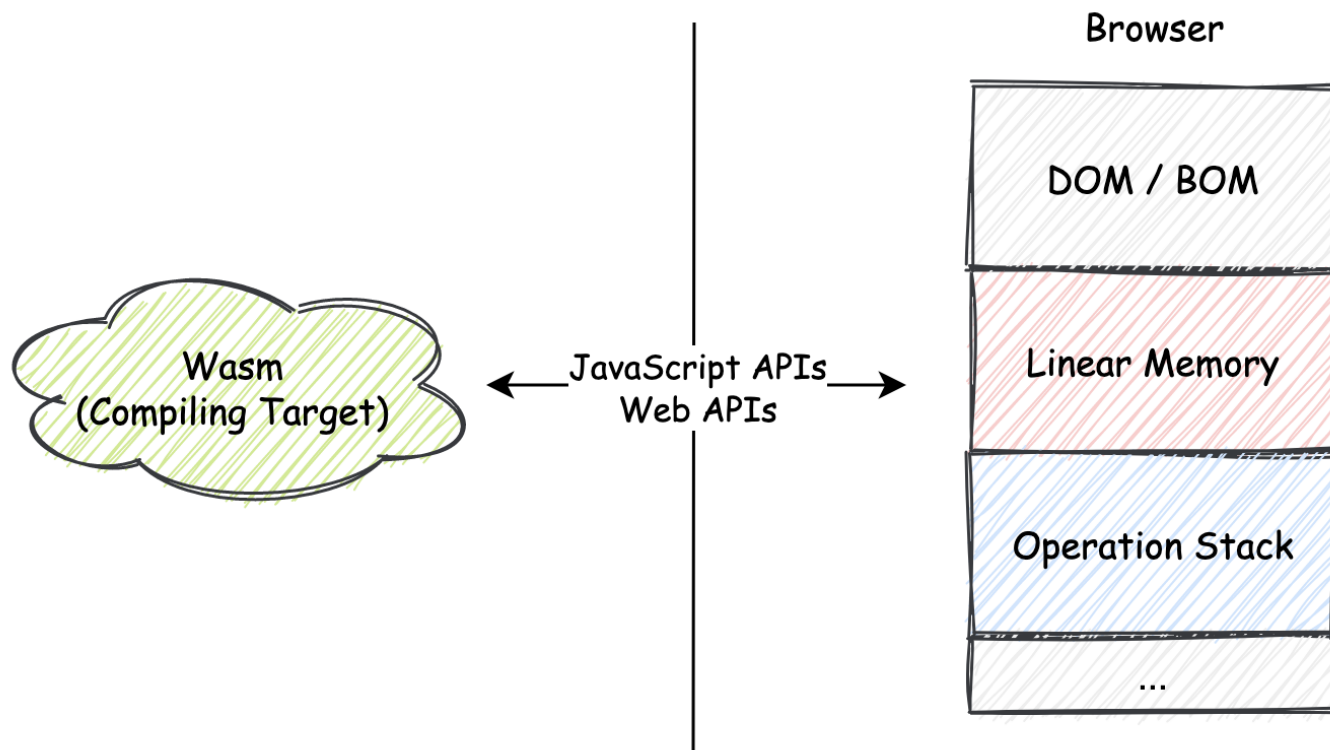 Browser
DOM / BOM
Linear Memory
Wasm
(Compiling Target)
JavaScript APIs
Web APIs
Operation Stack
...